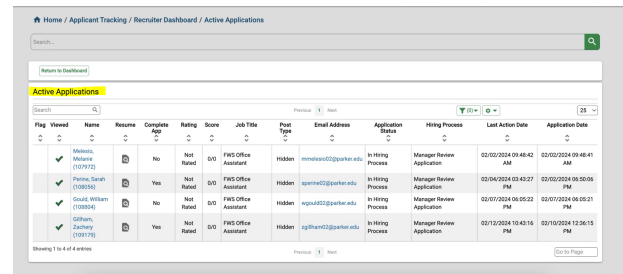 Home / Applicant Tracking / Recruiter Dashboard / Active Applications
Search...
Return to Dashboard
Active Applications
Search Previous 1 Next (0) 25
Flag Viewed Name Resume Complete App Rating Score Job Title Post Type Email Address Application Status Hiring Process Last Action Date Application Date
Melesio, Melanie (107972) No Not Rated 0/0 FWS Office Assistant Hidden mmelesio02@parker.edu In Hiring Process Manager Review Application 02/02/2024 09:48:42 AM 02/02/2024 09:48:41 AM
Perine, Sarah (108056) Yes Not Rated 0/0 FWS Office Assistant Hidden sperine02@parker.edu In Hiring Process Manager Review Application 02/04/2024 03:43:27 PM 02/02/2024 06:50:06 PM
Gould, William (108804) No Not Rated 0/0 FWS Office Assistant Hidden wgould02@parker.edu In Hiring Process Manager Review Application 02/07/2024 06:05:22 PM 02/07/2024 06:05:21 PM
Gillham, Zachery (109179) Yes Not Rated 0/0 FWS Office Assistant Hidden zgillham02@parker.edu In Hiring Process Manager Review Application 02/12/2024 10:43:16 PM 02/10/2024 12:36:15 PM
Showing 1 to 4 of 4 entries Previous 1 Next Go to Page